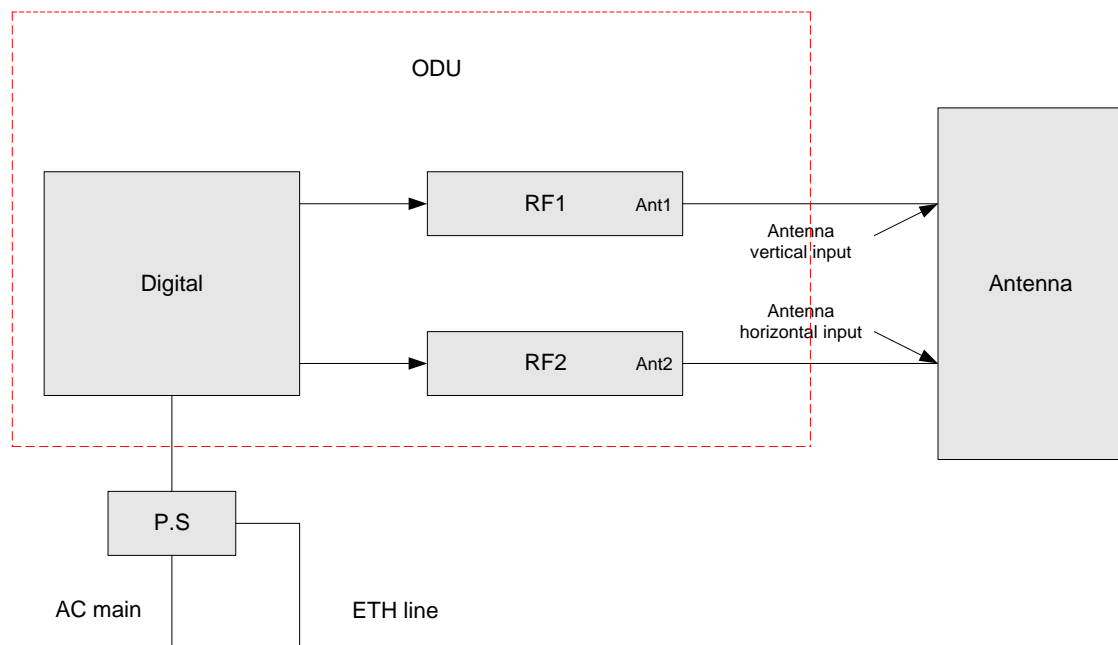 ODU
RF1
Ant1
Antenna
vertical input
Digital
Antenna
Antenna
horizontal input
RF2
Ant2
P.S
AC main
ETH line